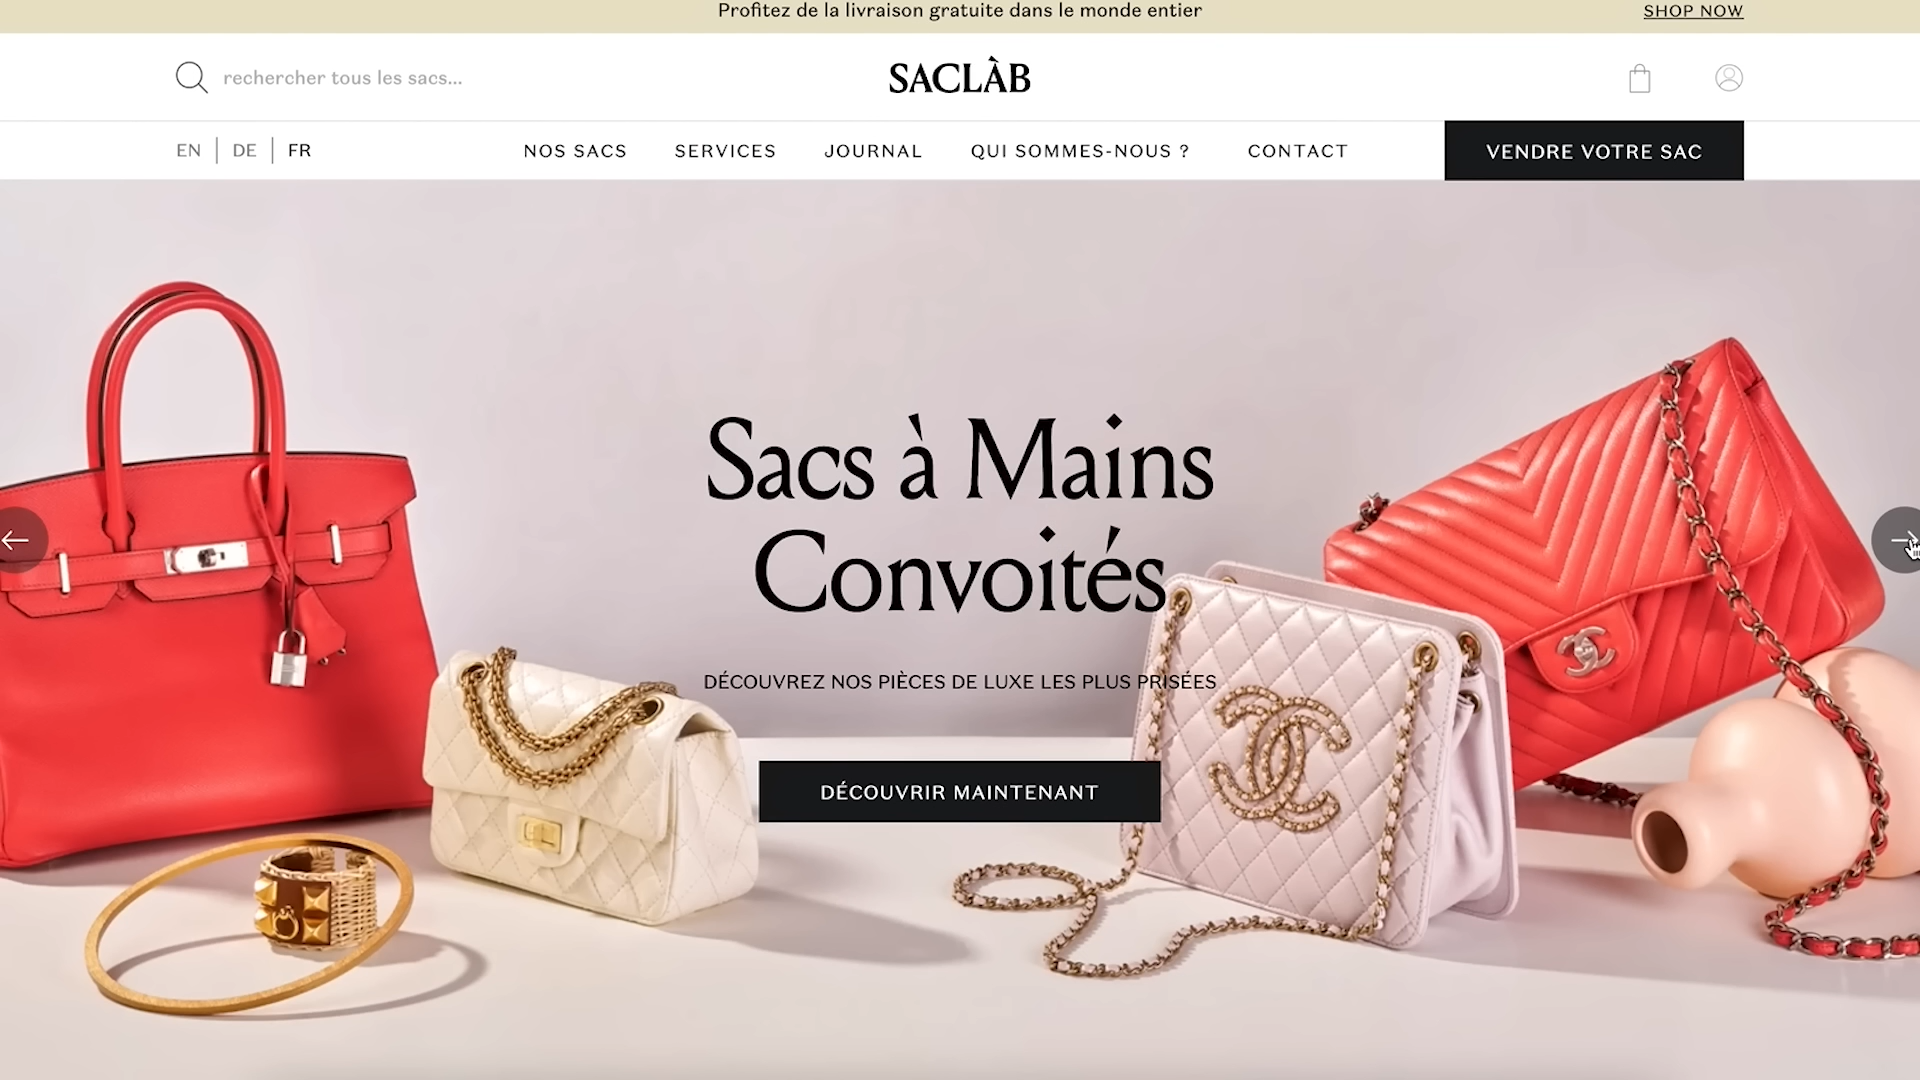 Profitez de la livraison gratuite dans le monde entier
SHOP NOW
rechercher tous les sacs...
SACLÀB
EN | DE | FR
NOS SACS
SERVICES
JOURNAL
QUI SOMMES-NOUS ?
CONTACT
VENDRE VOTRE SAC
Sacs à Mains
Convoités
DÉCOUVREZ NOS PIÈCES DE LUXE LES PLUS PRISÉES
DÉCOUVRIR MAINTENANT